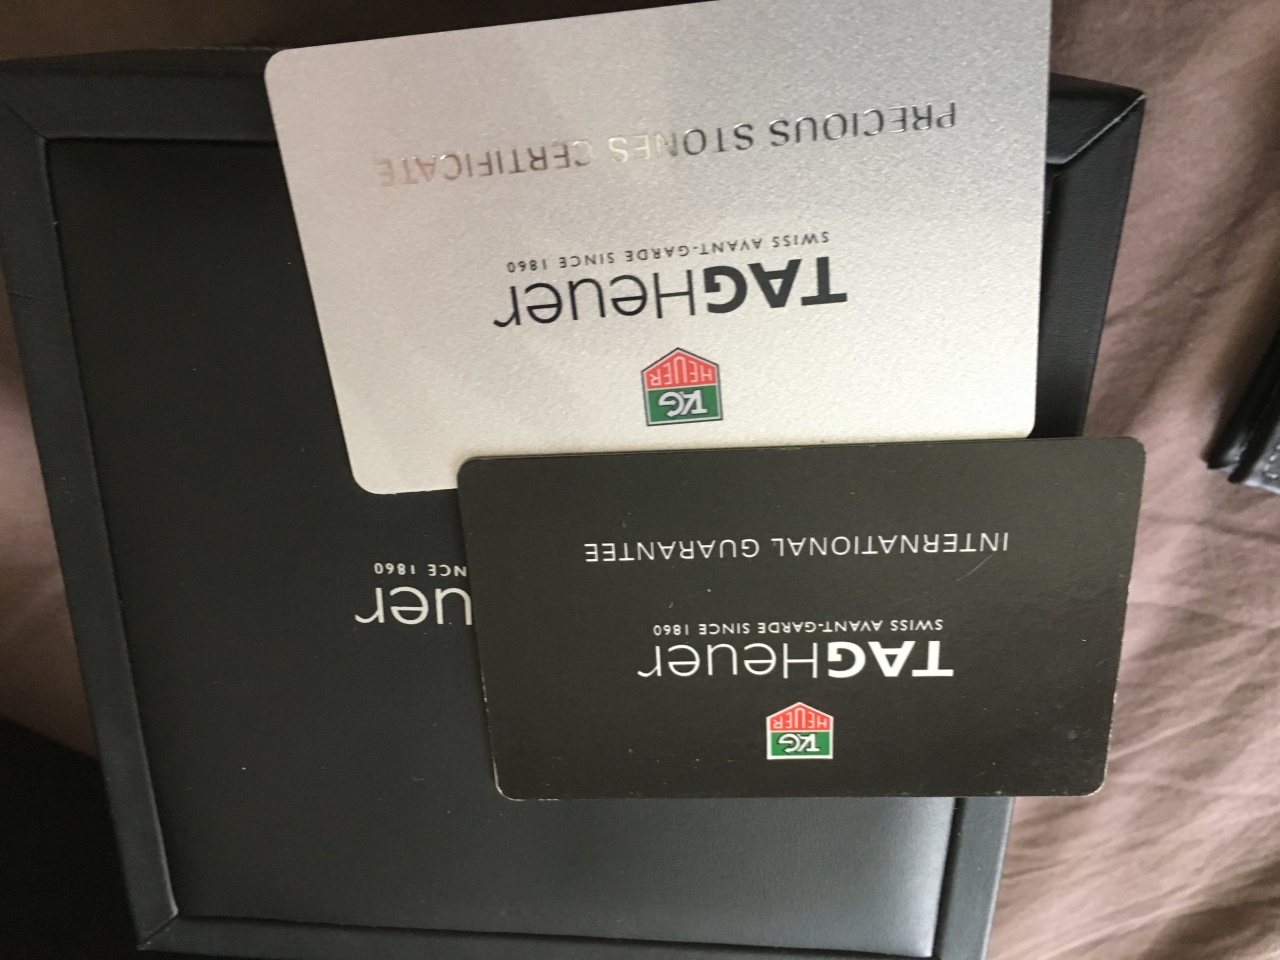 TAG
HEUER
TAGHeuer
SWISS AVANT-GARDE SINCE 1860
PRECIOUS STONES CERTIFICATE
TAG
HEUER
TAGHeuer
SWISS AVANT-GARDE SINCE 1860
INTERNATIONAL GUARANTEE
uer
NCE 1860